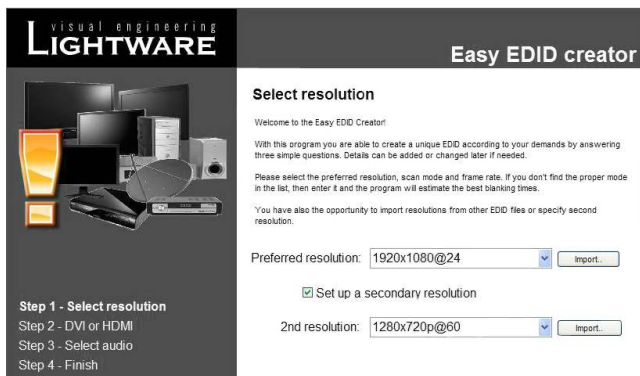 visual engineering
LIGHTWARE
Easy EDID creator
Select resolution
Welcome to the Easy EDID Creator!
With this program you are able to create a unique EDID according to your demands by answering
three simple questions. Details can be added or changed later if needed.
Please select the preferred resolution, scan mode and frame rate. If you don't find the proper mode
in the list, then enter it and the program will estimate the best blanking times.
You have also the opportunity to import resolutions from other EDID files or specify second
resolution.
Preferred resolution: 1920x1080@24 Import..
Set up a secondary resolution
2nd resolution: 1280x720p@60 Import..
Step 1 - Select resolution
Step 2 - DVI or HDMI
Step 3 - Select audio
Step 4 - Finish